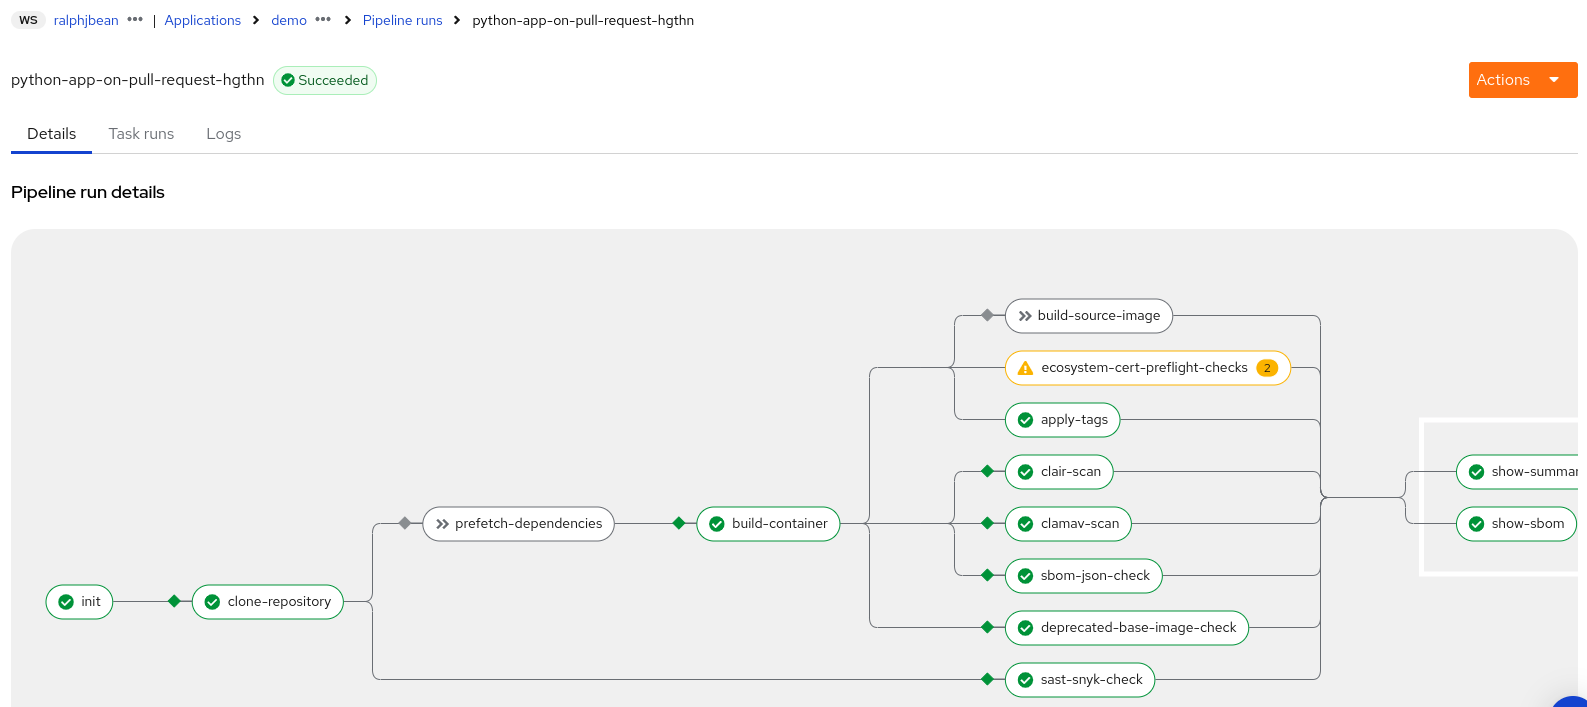 WS ralphjbean ••• | Applications > demo ••• > Pipeline runs > python-app-on-pull-request-hgthn
python-app-on-pull-request-hgthn Succeeded
Actions
Details Task runs Logs
Pipeline run details
build-source-image
ecosystem-cert-preflight-checks 2
apply-tags
clair-scan
show-summar
prefetch-dependencies
build-container
clamav-scan
show-sbom
sbom-json-check
init
clone-repository
deprecated-base-image-check
sast-snyk-check